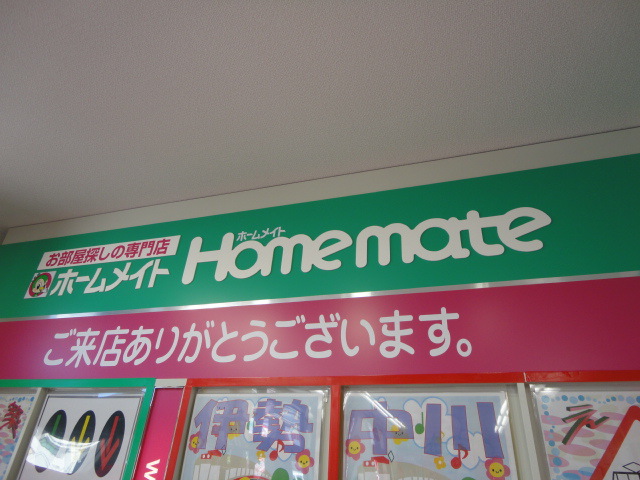 お部屋探しの専門店
ホームメイト
ホームメイト
Homemate
ご来店ありがとうございます。
伊勢
中川
え
W